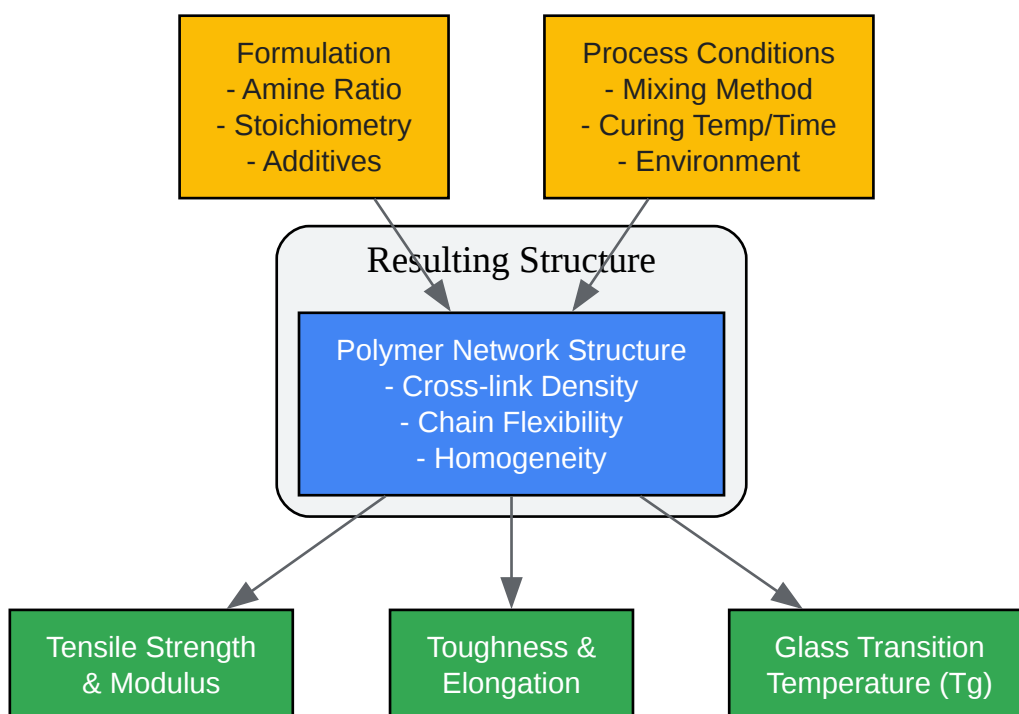 Formulation
- Amine Ratio
- Stoichiometry
- Additives
Process Conditions
- Mixing Method
- Curing Temp/Time
- Environment
Resulting Structure
Polymer Network Structure
- Cross-link Density
- Chain Flexibility
- Homogeneity
Tensile Strength
& Modulus
Toughness &
Elongation
Glass Transition
Temperature (Tg)